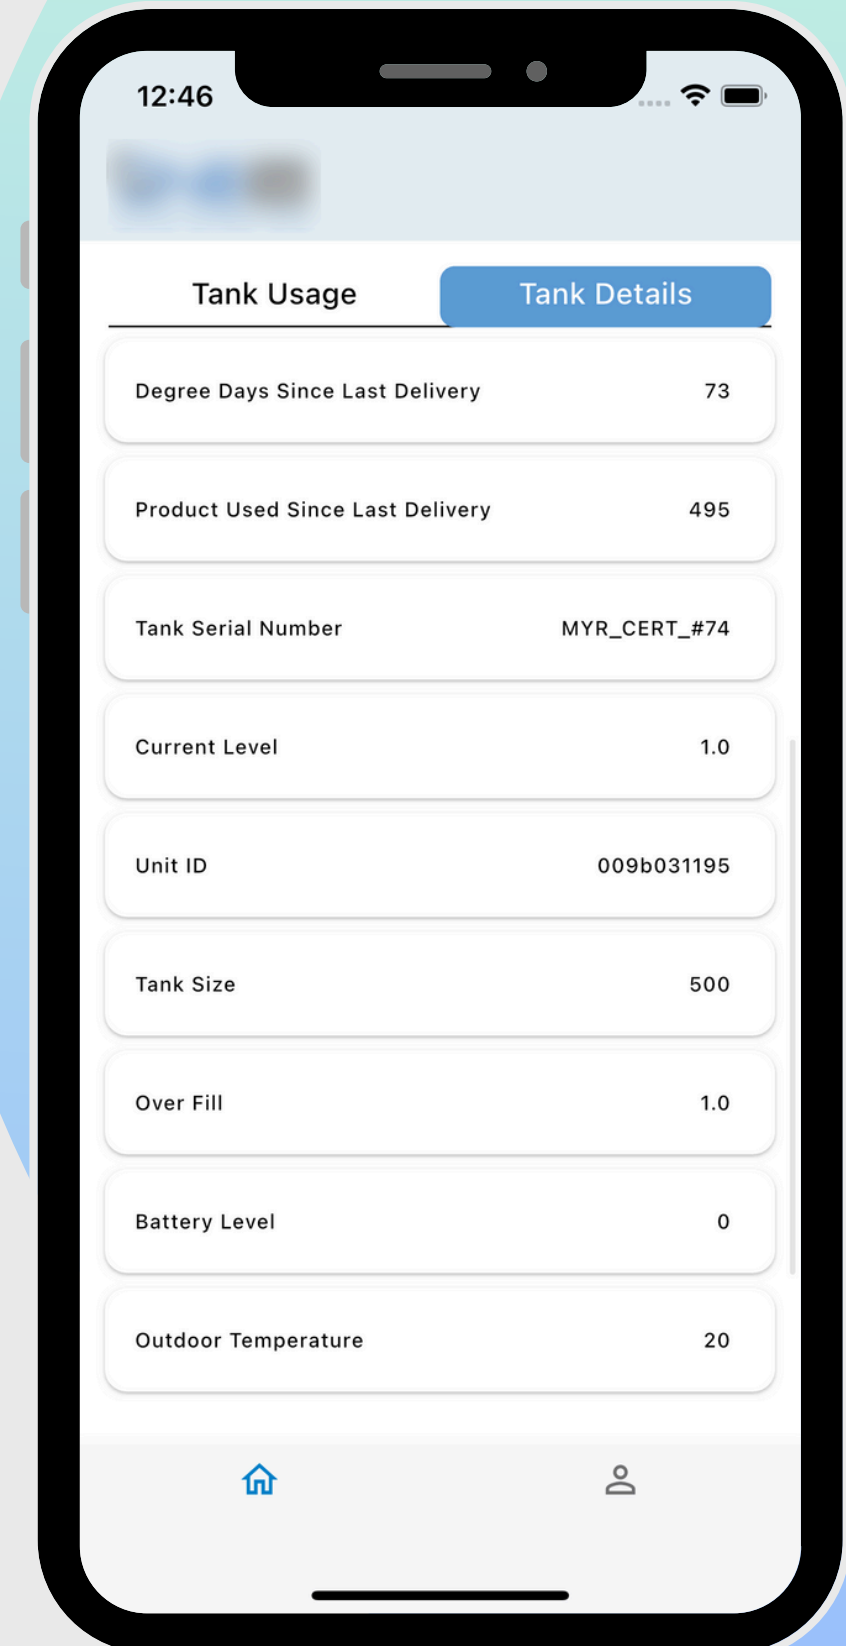 12:46
Tank Usage Tank Details
Degree Days Since Last Delivery 73
Product Used Since Last Delivery 495
Tank Serial Number MYR_CERT_#74
Current Level 1.0
Unit ID 009b031195
Tank Size 500
Over Fill 1.0
Battery Level 0
Outdoor Temperature 20